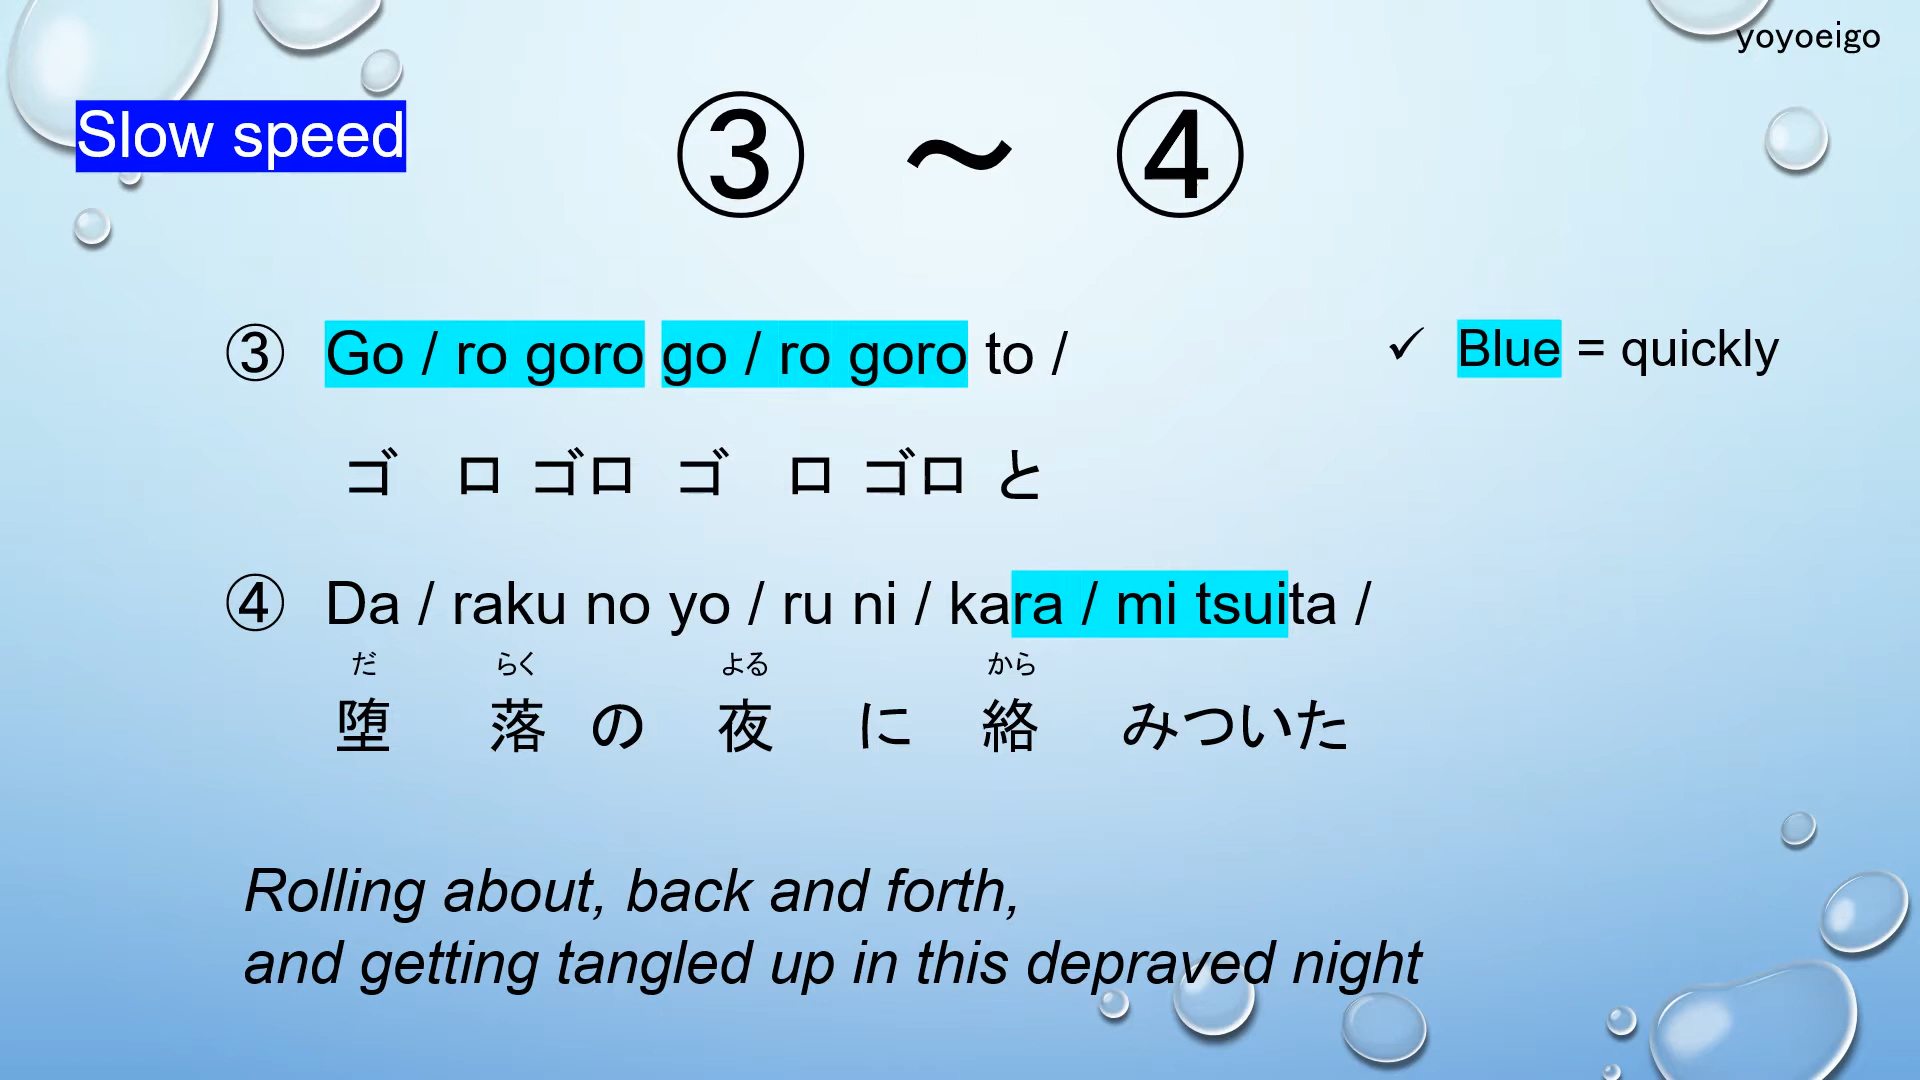 yoyoeigo
Slow speed
③ ～ ④
③ Go / ro goro go / ro goro to /
✓ Blue = quickly
ゴ ロ ゴロ ゴ ロ ゴロ と
④ Da / raku no yo / ru ni / kara / mi tsuita /
だ らく よる から
堕 落 の 夜 に 絡 みついた
Rolling about, back and forth,
and getting tangled up in this depraved night